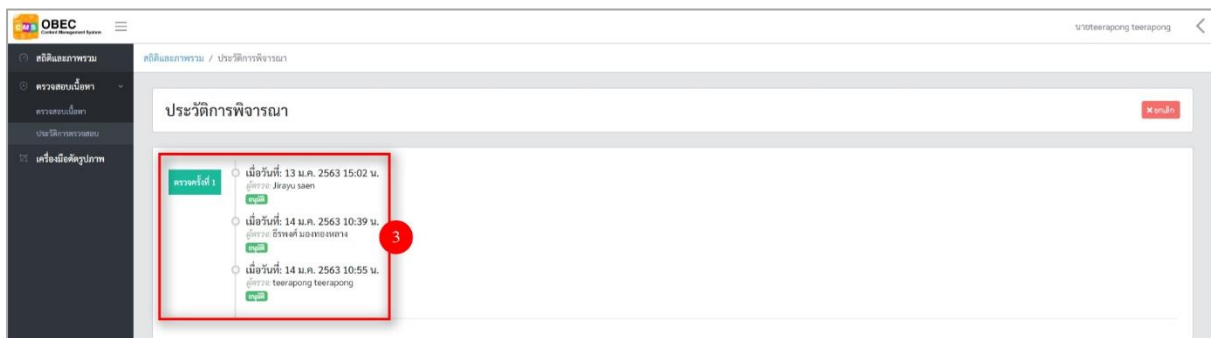 CMS OBEC
Content Management System
นายteerapong teerapong
สถิติและภาพรวม
สถิติและภาพรวม / ประวัติการพิจารณา
ตรวจสอบเนื้อหา
ตรวจสอบเนื้อหา
ประวัติการตรวจสอบ
เครื่องมือตัดรูปภาพ
ประวัติการพิจารณา
ยกเลิก
ตรวจครั้งที่ 1
เมื่อวันที่: 13 ม.ค. 2563 15:02 น.
ผู้ตรวจ: Jirayu saen
อนุมัติ
เมื่อวันที่: 14 ม.ค. 2563 10:39 น.
ผู้ตรวจ: ธีรพงศ์ มองทองหลาง
อนุมัติ
3
เมื่อวันที่: 14 ม.ค. 2563 10:55 น.
ผู้ตรวจ: teerapong teerapong
อนุมัติ